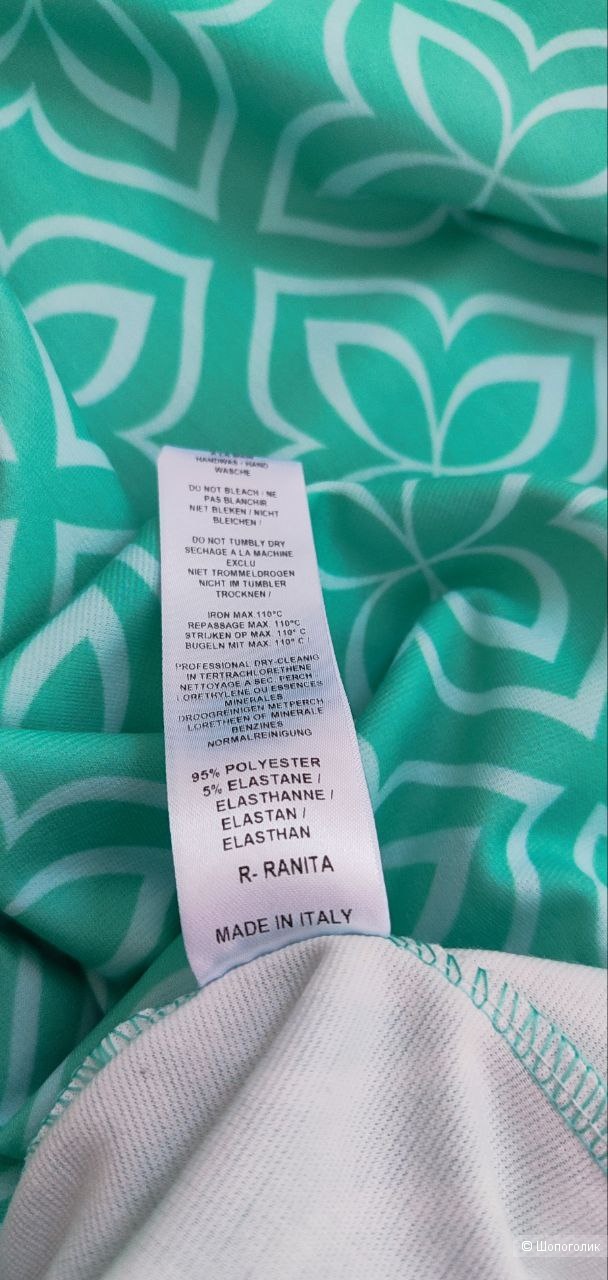 HANDWAS / HAND
WASCHE
DO NOT BLEACH / NE
PAS BLANCHIR
NIET BLEKEN / NICHT
BLEICHEN /
DO NOT TUMBLY DRY
SECHAGE A LA MACHINE
EXCLU
NIET TROMMELDROGEN
NICHT IM TUMBLER
TROCKNEN /
IRON MAX 110°C
REPASSAGE MAX. 110°C
STRIJKEN OP MAX. 110° C
BUGELN MIT MAX. 110° C /
PROFESSIONAL DRY-CLEANIG
IN TERTRACHLORETHENE
NETTOYAGE A SEC. PERCH
LORETHYLENE OU ESSENCES
MINERALES
DROOGREINIGEN METPERCH
LORETHEEN OF MINERALE
BENZINES
NORMALREINIGUNG
95% POLYESTER
5% ELASTANE /
ELASTHANNE /
ELASTAN /
ELASTHAN
R- RANITA
MADE IN ITALY
© Шопоголик